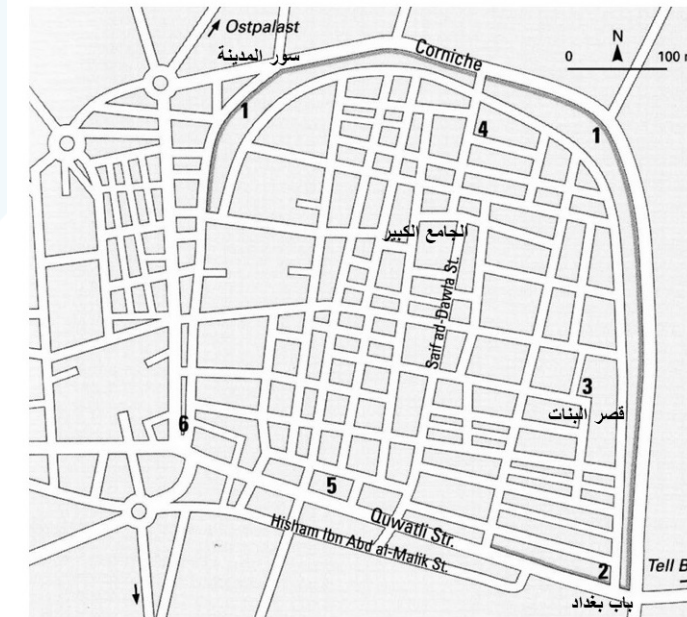 Ostpalast
سور المدينة
Corniche
N
0 100 m
1
1
4
الجامع الكبير
Saif ad-Dawla St.
3
قصر البنات
6
5
Quwatli Str.
Hisham Ibn Abd al-Malik St.
2
Tell B
باب بغداد